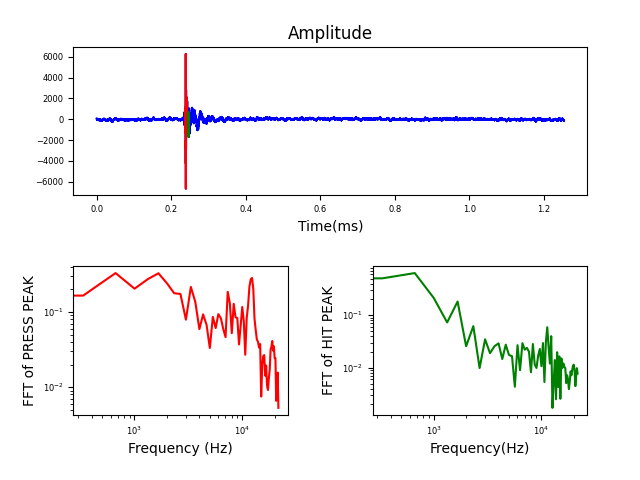 Amplitude
6000
4000
2000
0
−2000
−4000
−6000
0.0 0.2 0.4 0.6 0.8 1.0 1.2
Time(ms)
FFT of PRESS PEAK
10⁻¹
10⁻²
10³ 10⁴
Frequency (Hz)
FFT of HIT PEAK
10⁻¹
10⁻²
10³ 10⁴
Frequency(Hz)